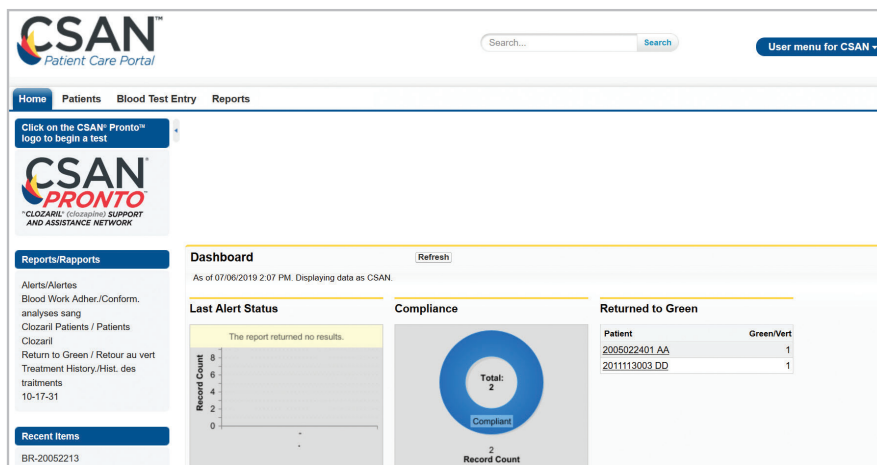 CSAN™
Patient Care Portal
Search...
Search
User menu for CSAN
Home
Patients
Blood Test Entry
Reports
Click on the CSAN® Pronto™
logo to begin a test
CSAN
PRONTO™
"CLOZARIL® (clozapine) SUPPORT
AND ASSISTANCE NETWORK
Reports/Rapports
Alerts/Alertes
Blood Work Adher./Conform.
analyses sang
Clozaril Patients / Patients
Clozaril
Return to Green / Retour au vert
Treatment History./Hist. des
traitments
10-17-31
Recent Items
BR-20052213
Dashboard
Refresh
As of 07/06/2019 2:07 PM. Displaying data as CSAN.
Last Alert Status
The report returned no results.
Record Count
8
6
4
2
0
-
-
Compliance
Total:
2
Compliant
2
Record Count
Returned to Green
Patient Green/Vert
2005022401 AA 1
2011113003 DD 1